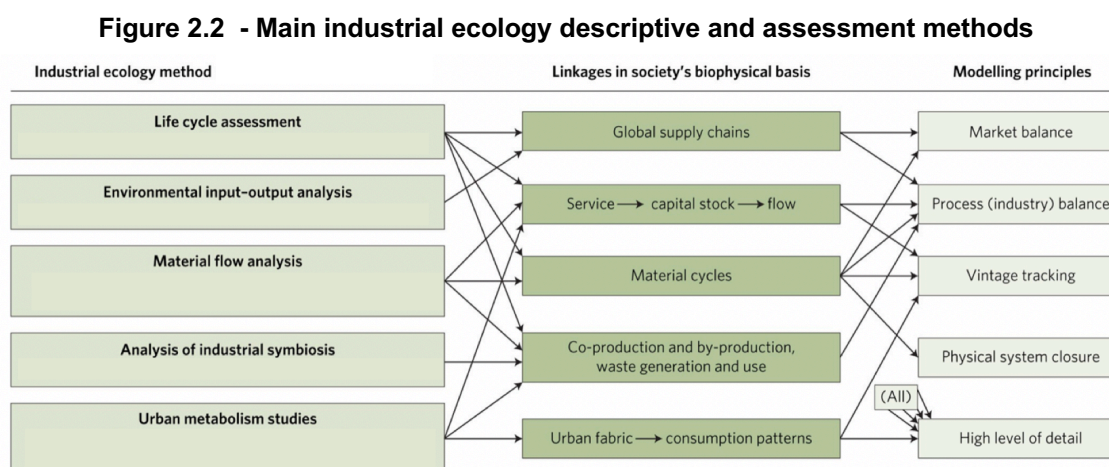 Figure 2.2 - Main industrial ecology descriptive and assessment methods
Industrial ecology method
Linkages in society's biophysical basis
Modelling principles
Life cycle assessment
Environmental input–output analysis
Material flow analysis
Analysis of industrial symbiosis
Urban metabolism studies
Global supply chains
Service → capital stock → flow
Material cycles
Co-production and by-production,
waste generation and use
Urban fabric → consumption patterns
Market balance
Process (industry) balance
Vintage tracking
Physical system closure
(All)
High level of detail